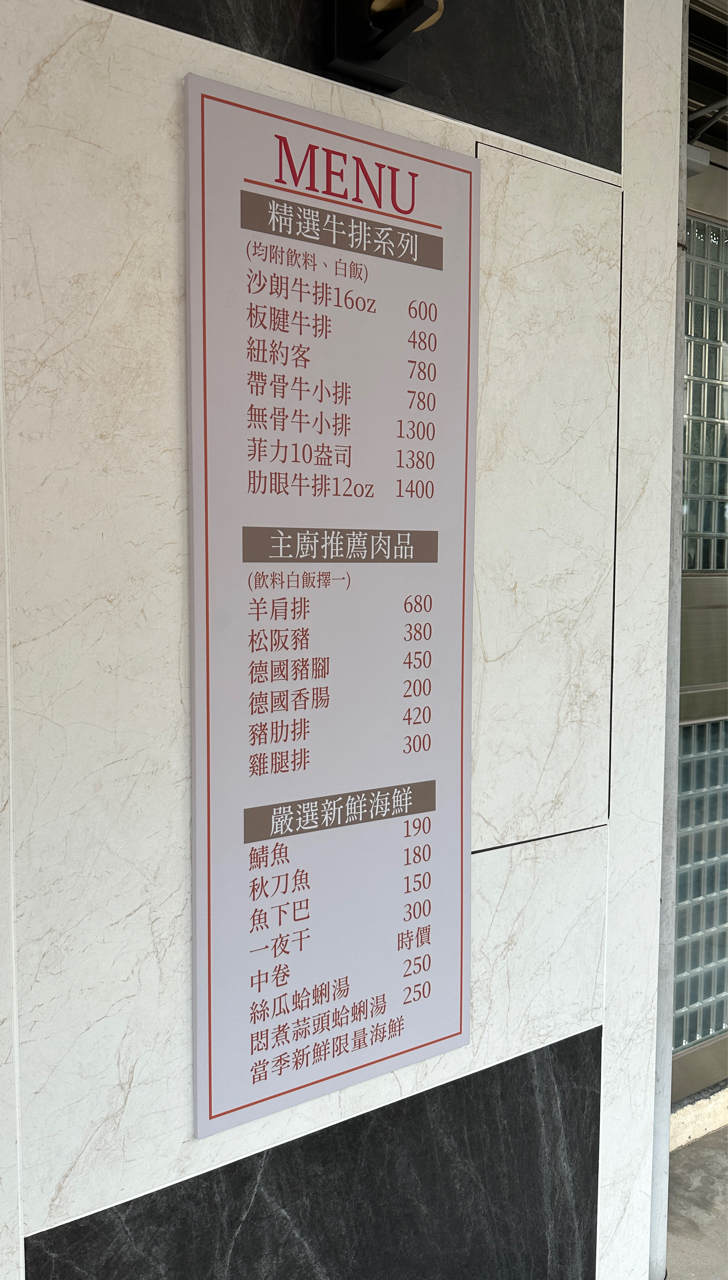 MENU
精選牛排系列
(均附飲料、白飯)
沙朗牛排16oz 600
板腱牛排 480
紐約客 780
帶骨牛小排 780
無骨牛小排 1300
菲力10盎司 1380
肋眼牛排12oz 1400
主廚推薦肉品
(飲料白飯擇一)
羊肩排 680
松阪豬 380
德國豬腳 450
德國香腸 200
豬肋排 420
雞腿排 300
嚴選新鮮海鮮
鯖魚 190
秋刀魚 180
魚下巴 150
一夜干 300
中卷 時價
絲瓜蛤蜊湯 250
悶煮蒜頭蛤蜊湯 250
當季新鮮限量海鮮